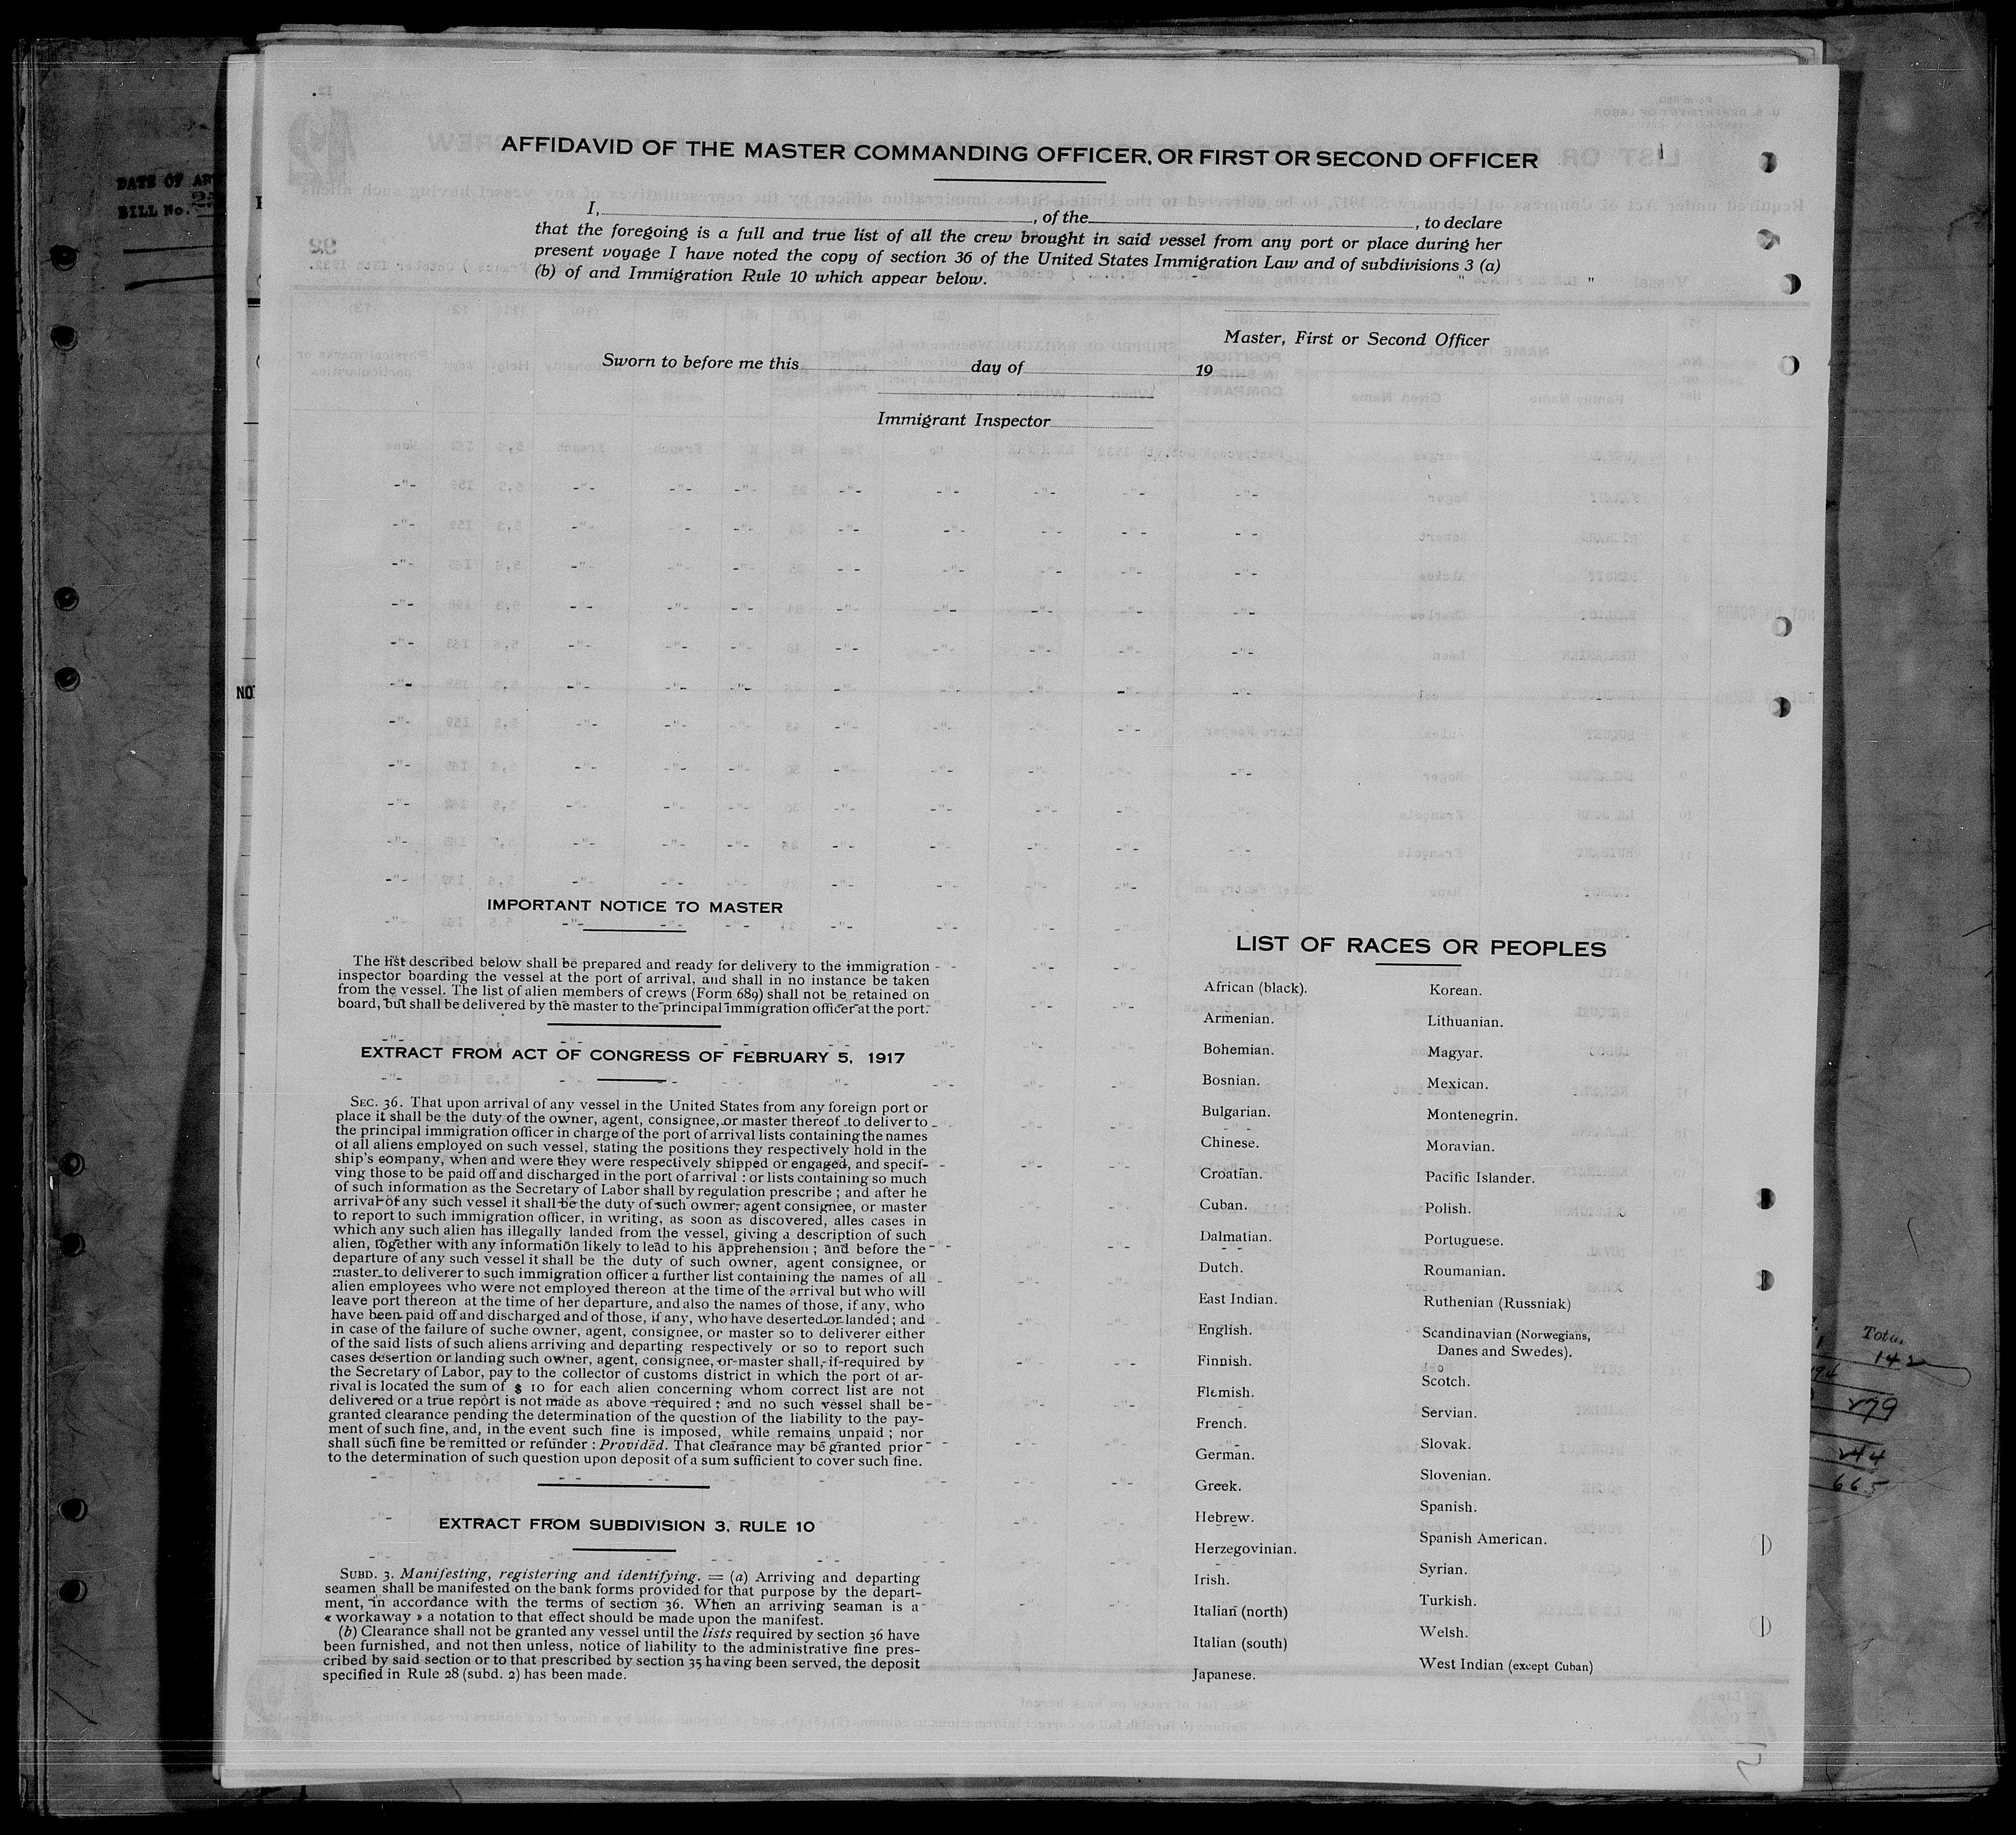 AFFIDAVID OF THE MASTER COMMANDING OFFICER, OR FIRST OR SECOND OFFICER
I, , of the , to declare
that the foregoing is a full and true list of all the crew brought in said vessel from any port or place during her
present voyage I have noted the copy of section 36 of the United States Immigration Law and of subdivisions 3 (a)
(b) of and Immigration Rule 10 which appear below.
Master, First or Second Officer
Sworn to before me this day of 19
Immigrant Inspector
DATE OF AR
BILL No.
NO
IMPORTANT NOTICE TO MASTER
The list described below shall be prepared and ready for delivery to the immigration
inspector boarding the vessel at the port of arrival, and shall in no instance be taken
from the vessel. The list of alien members of crews (Form 689) shall not be retained on
board, but shall be delivered by the master to the principal immigration officer at the port.
EXTRACT FROM ACT OF CONGRESS OF FEBRUARY 5, 1917
SEC. 36. That upon arrival of any vessel in the United States from any foreign port or
place it shall be the duty of the owner, agent, consignee, or master thereof to deliver to
the principal immigration officer in charge of the port of arrival lists containing the names
of all aliens employed on such vessel, stating the positions they respectively hold in the
ship's company, when and were they were respectively shipped or engaged, and specif-
ving those to be paid off and discharged in the port of arrival : or lists containing so much
of such information as the Secretary of Labor shall by regulation prescribe ; and after he
arrival of any such vessel it shall be the duty of such owner, agent consignee, or master
to report to such immigration officer, in writing, as soon as discovered, alles cases in
which any such alien has illegally landed from the vessel, giving a description of such
alien, together with any information likely to lead to his apprehension ; and before the
departure of any such vessel it shall be the duty of such owner, agent consignee, or
master to deliverer to such immigration officer a further list containing the names of all
alien employees who were not employed thereon at the time of the arrival but who will
leave port thereon at the time of her departure, and also the names of those, if any, who
have been paid off and discharged and of those, if any, who have deserted or landed ; and
in case of the failure of suche owner, agent, consignee, or master so to deliverer either
of the said lists of such aliens arriving and departing respectively or so to report such
cases desertion or landing such owner, agent, consignee, or master shall, if required by
the Secretary of Labor, pay to the collector of customs district in which the port of ar-
rival is located the sum of $ 10 for each alien concerning whom correct list are not
delivered or a true report is not made as above required ; and no such vessel shall be
granted clearance pending the determination of the question of the liability to the pay-
ment of such fine, and, in the event such fine is imposed, while remains unpaid ; nor
shall such fine be remitted or refunder : Provided. That clearance may be granted prior
to the determination of such question upon deposit of a sum sufficient to cover such fine.
EXTRACT FROM SUBDIVISION 3, RULE 10
SUBD. 3. Manifesting, registering and identifying. = (a) Arriving and departing
seamen shall be manifested on the bank forms provided for that purpose by the depart-
ment, in accordance with the terms of section 36. When an arriving seaman is a
« workaway » a notation to that effect should be made upon the manifest.
(b) Clearance shall not be granted any vessel until the lists required by section 36 have
been furnished, and not then unless, notice of liability to the administrative fine pres-
cribed by said section or to that prescribed by section 35 having been served, the deposit
specified in Rule 28 (subd. 2) has been made.
LIST OF RACES OR PEOPLES
African (black).
Armenian.
Bohemian.
Bosnian.
Bulgarian.
Chinese.
Croatian.
Cuban.
Dalmatian.
Dutch.
East Indian.
English.
Finnish.
Flemish.
French.
German.
Greek.
Hebrew.
Herzegovinian.
Irish.
Italian (north)
Italian (south)
Japanese.
Korean.
Lithuanian.
Magyar.
Mexican.
Montenegrin.
Moravian.
Pacific Islander.
Polish.
Portuguese.
Roumanian.
Ruthenian (Russniak)
Scandinavian (Norwegians,
Danes and Swedes).
Scotch.
Servian.
Slovak.
Slovenian.
Spanish.
Spanish American.
Syrian.
Turkish.
Welsh.
West Indian (except Cuban)
Total
142
279
244
665